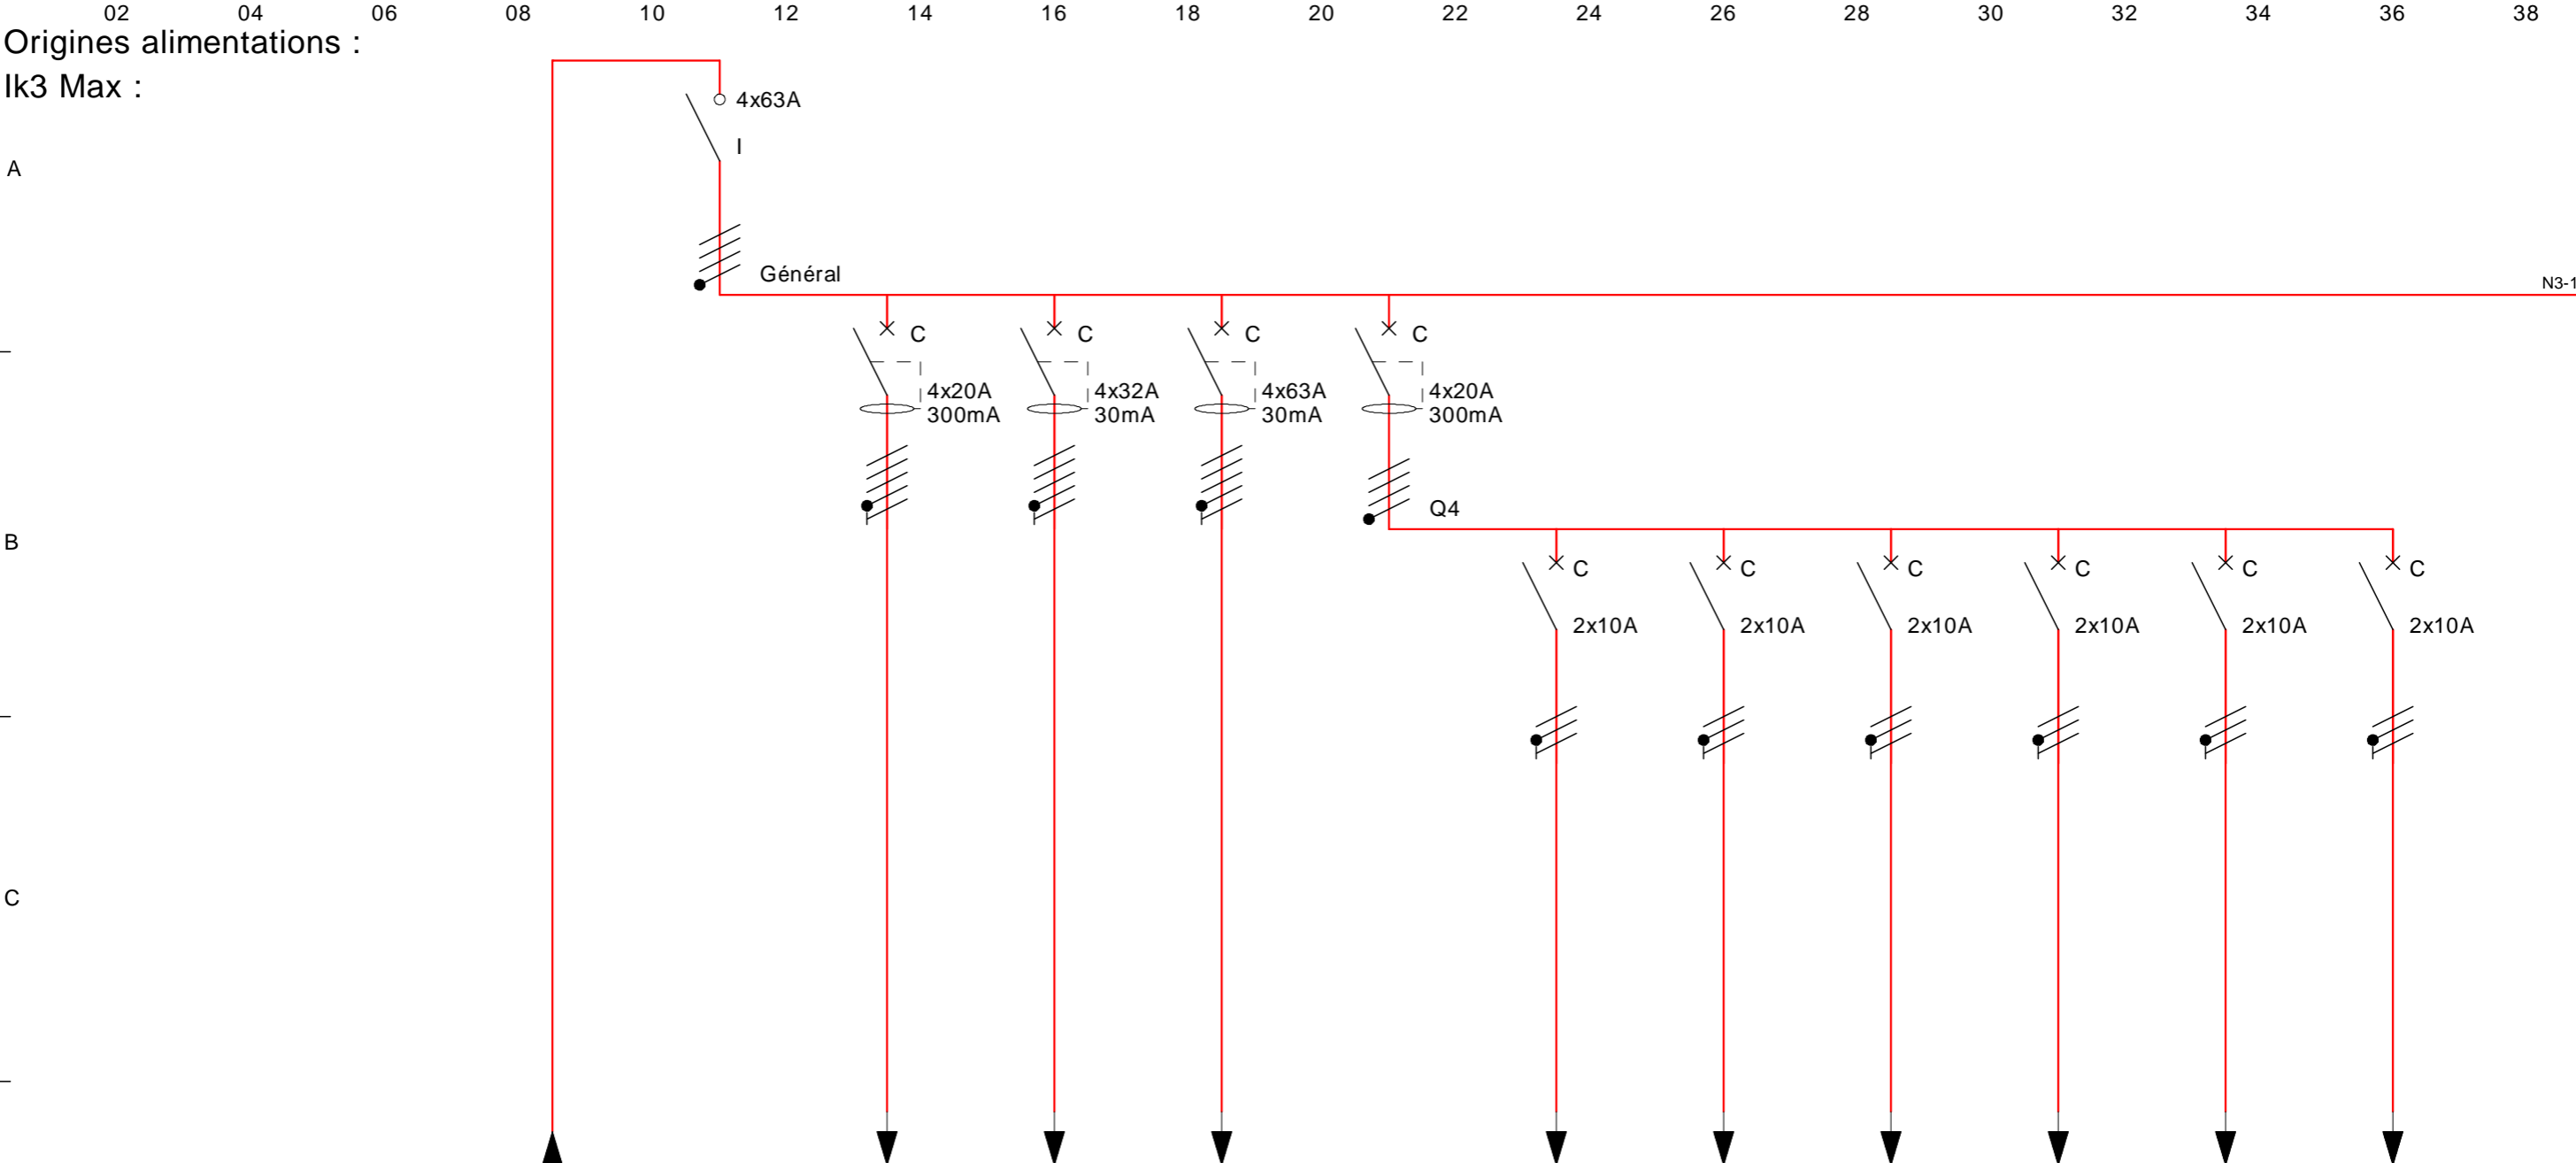 02 04 06 08 10 12 14 16 18 20 22 24 26 28 30 32 34 36 38
Origines alimentations :
Ik3 Max :
4x63A
I
A
Général
N3-1
C C C C
4x20A 4x32A 4x63A 4x20A
300mA 30mA 30mA 300mA
Q4
B
C C C C C C
2x10A 2x10A 2x10A 2x10A 2x10A 2x10A
C